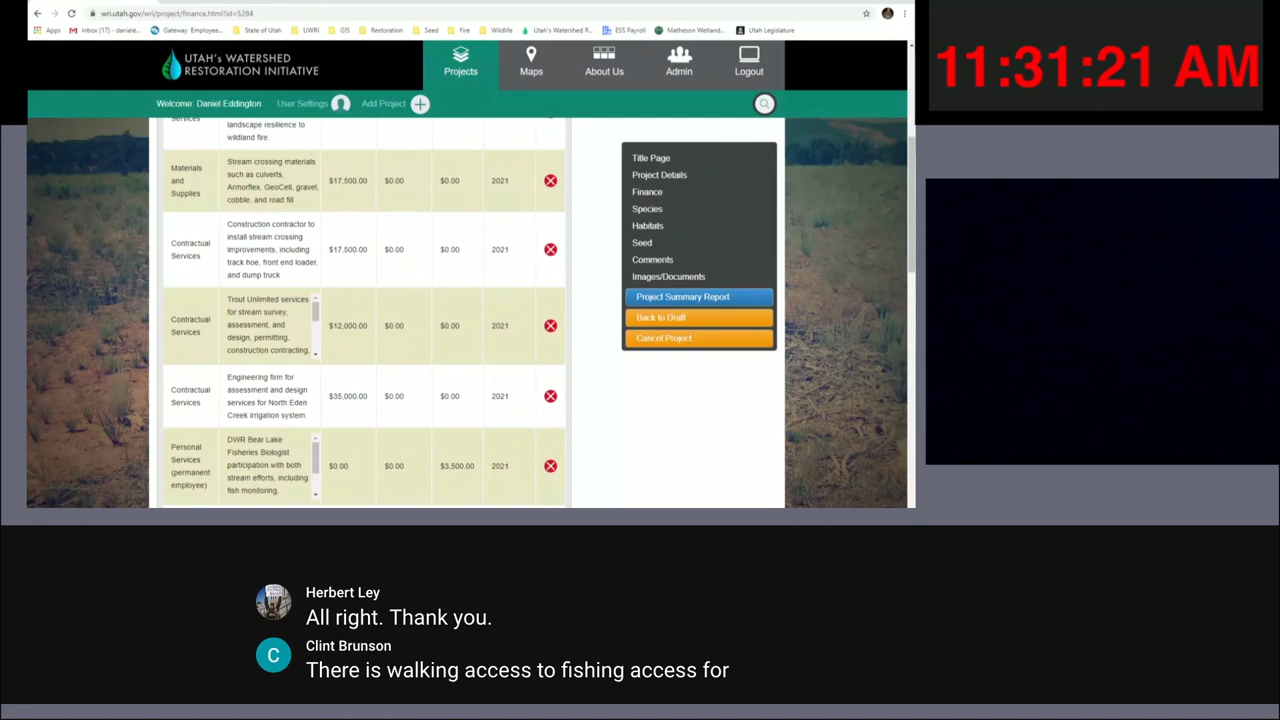 wri.utah.gov/wri/project/finance.html?id=5284
Apps
Inbox (17) - daniele...
Gateway Employee...
State of Utah
UWRI
GIS
Restoration
Seed
Fire
Wildlife
Utah's Watershed R...
ESS Payroll
Matheson Wetland...
Utah Legislature
11:31:21 AM
UTAH's WATERSHED
RESTORATION INITIATIVE
Projects
Maps
About Us
Admin
Logout
Welcome: Daniel Eddington
User Settings
Add Project
Services
landscape resilience to
wildland fire.
Materials
and
Supplies
Stream crossing materials
such as culverts,
Armorflex, GeoCell, gravel,
cobble, and road fill
$17,500.00
$0.00
$0.00
2021
Contractual
Services
Construction contractor to
install stream crossing
improvements, including
track hoe, front end loader,
and dump truck
$17,500.00
$0.00
$0.00
2021
Contractual
Services
Trout Unlimited services
for stream survey,
assessment, and
design, permitting,
construction contracting,
$12,000.00
$0.00
$0.00
2021
Contractual
Services
Engineering firm for
assessment and design
services for North Eden
Creek irrigation system.
$35,000.00
$0.00
$0.00
2021
Personal
Services
(permanent
employee)
DWR Bear Lake
Fisheries Biologist
participation with both
stream efforts, including
fish monitoring,
$0.00
$0.00
$3,500.00
2021
Title Page
Project Details
Finance
Species
Habitats
Seed
Comments
Images/Documents
Project Summary Report
Back to Draft
Cancel Project
Herbert Ley
All right. Thank you.
C
Clint Brunson
There is walking access to fishing access for